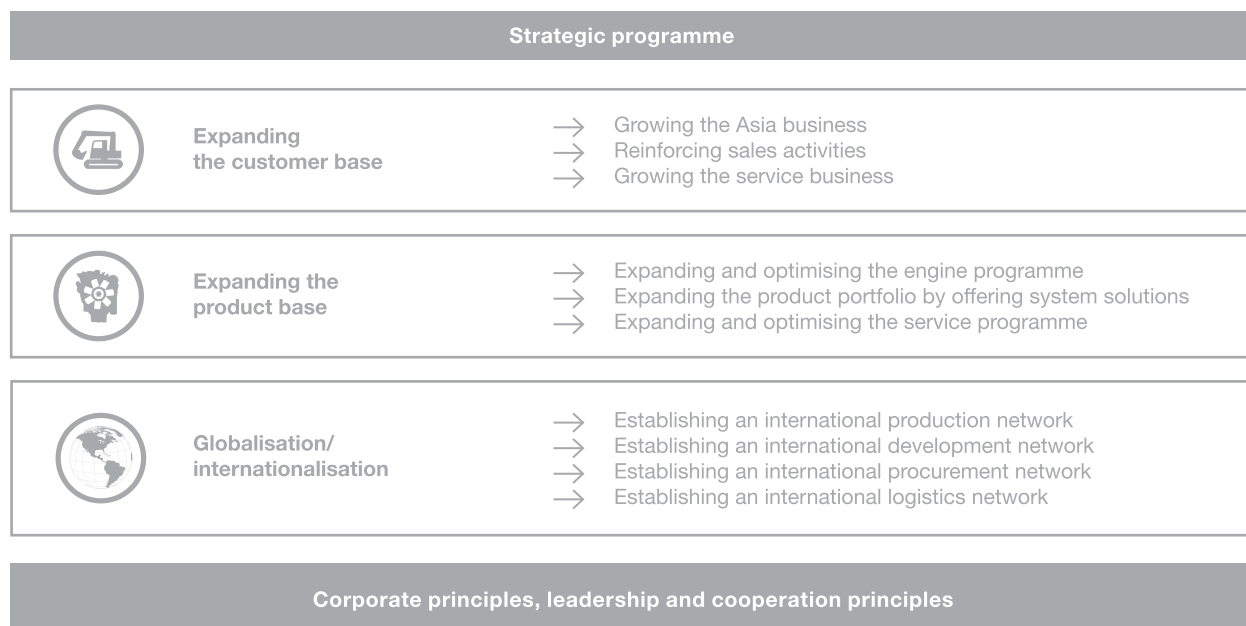 Strategic programme
Expanding
the customer base
Growing the Asia business
Reinforcing sales activities
Growing the service business
Expanding the
product base
Expanding and optimising the engine programme
Expanding the product portfolio by offering system solutions
Expanding and optimising the service programme
Globalisation/
internationalisation
Establishing an international production network
Establishing an international development network
Establishing an international procurement network
Establishing an international logistics network
Corporate principles, leadership and cooperation principles